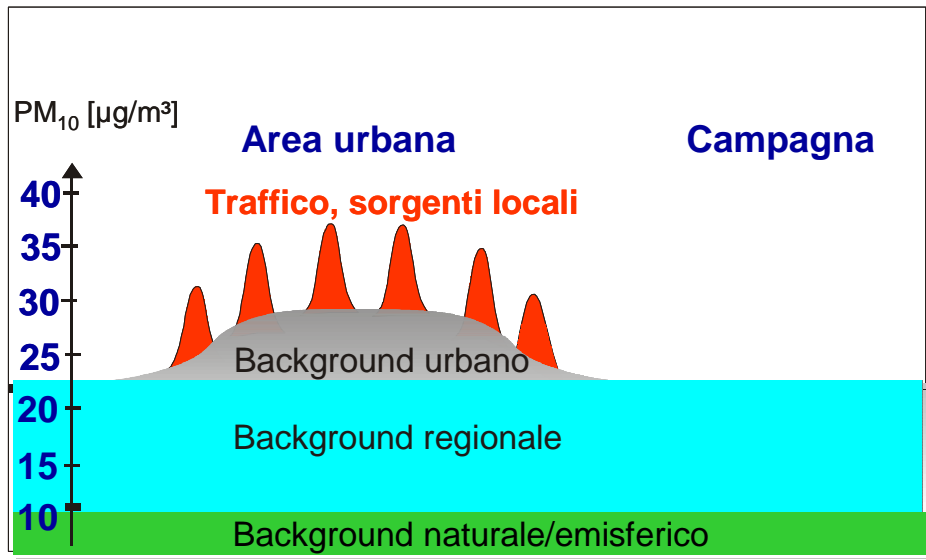 PM₁₀ [µg/m³]
Area urbana
Campagna
Traffico, sorgenti locali
40
35
30
25
20
15
10
Background urbano
Background regionale
Background naturale/emisferico